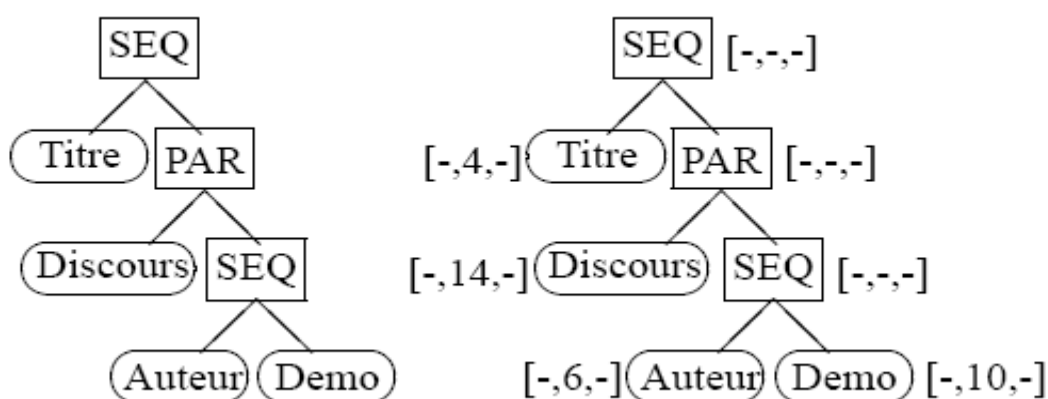 SEQ SEQ [-,-,-]
Titre PAR [-,4,-] Titre PAR [-,-,-]
Discours SEQ [-,14,-] Discours SEQ [-,-,-]
Auteur Demo [-,6,-] Auteur Demo [-,10,-]